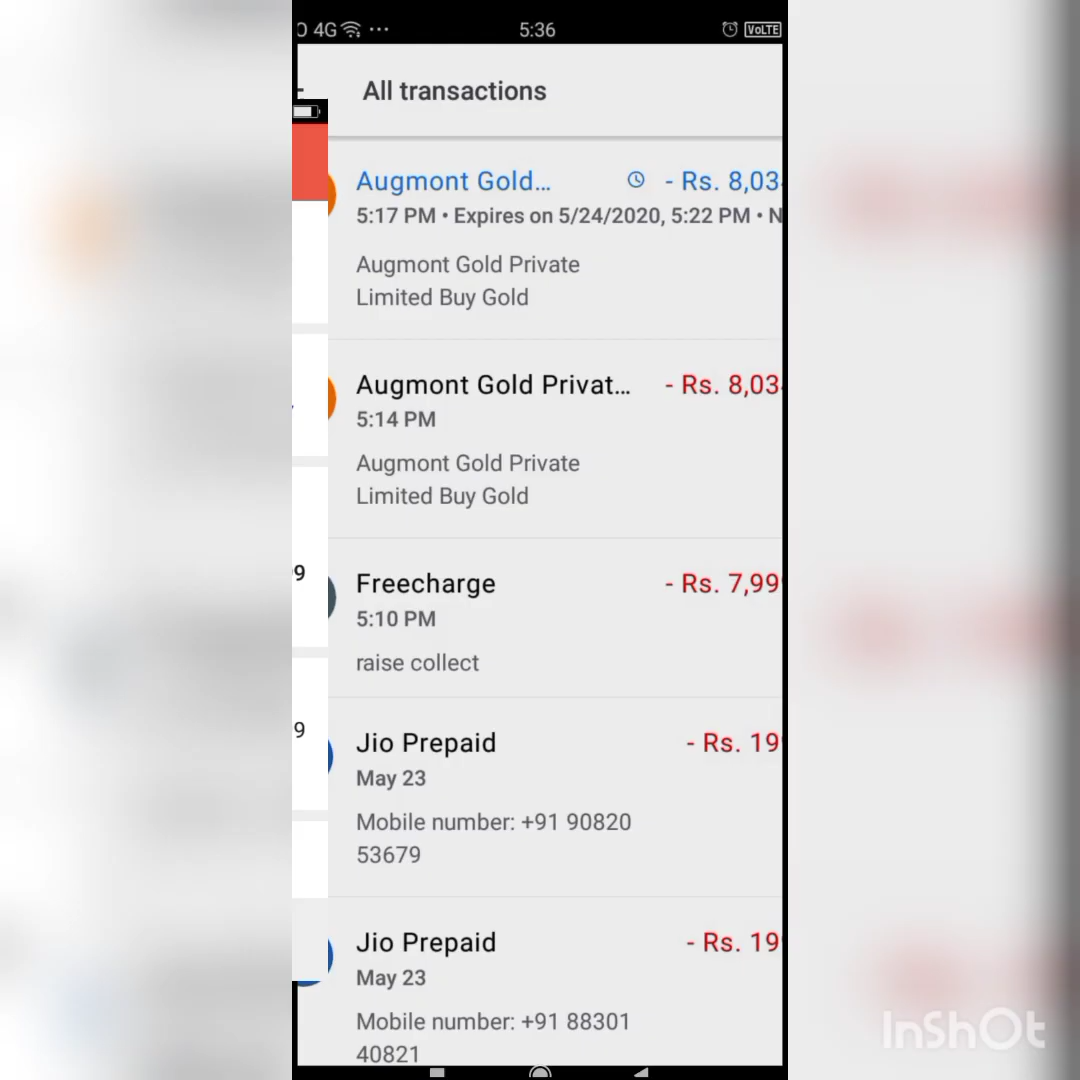 4G 5:36 VoLTE
All transactions
Augmont Gold… - Rs. 8,03
5:17 PM • Expires on 5/24/2020, 5:22 PM • N
Augmont Gold Private
Limited Buy Gold
Augmont Gold Privat… - Rs. 8,03
5:14 PM
Augmont Gold Private
Limited Buy Gold
9
Freecharge - Rs. 7,99
5:10 PM
raise collect
9
Jio Prepaid - Rs. 19
May 23
Mobile number: +91 90820
53679
Jio Prepaid - Rs. 19
May 23
Mobile number: +91 88301
40821
InShOt